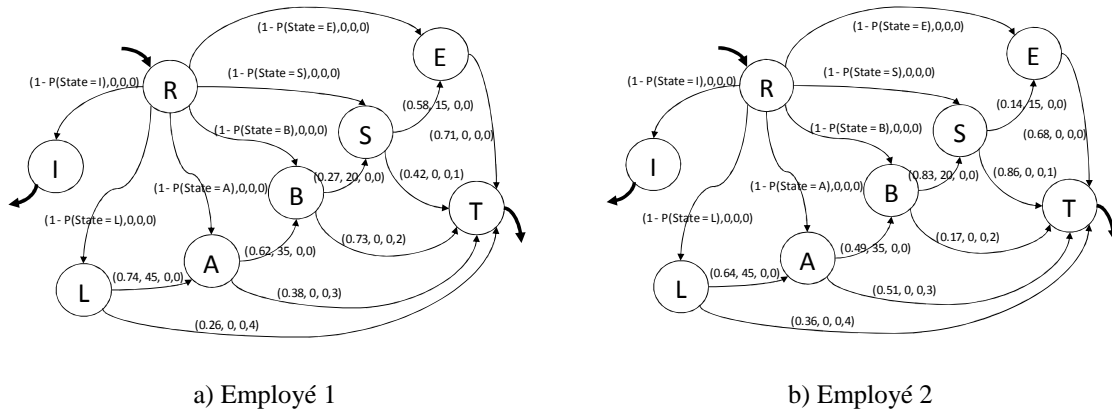 (1- P(State = E),0,0,0)
E
(1- P(State = I),0,0,0)
R
(1- P(State = S),0,0,0)
(0.58, 15, 0,0)
S
(0.71, 0, 0,0)
(1- P(State = B),0,0,0)
I
(0.27, 20, 0,0)
(0.42, 0, 0,1)
(1- P(State = A),0,0,0)
B
T
(1- P(State = L),0,0,0)
(0.62, 35, 0,0)
(0.73, 0, 0,2)
A
(0.74, 45, 0,0)
L
(0.38, 0, 0,3)
(0.26, 0, 0,4)
a) Employé 1
(1- P(State = E),0,0,0)
E
(1- P(State = I),0,0,0)
R
(1- P(State = S),0,0,0)
(0.14, 15, 0,0)
S
(0.68, 0, 0,0)
(1- P(State = B),0,0,0)
I
(0.83, 20, 0,0)
(0.86, 0, 0,1)
(1- P(State = A),0,0,0)
B
T
(1- P(State = L),0,0,0)
(0.49, 35, 0,0)
(0.17, 0, 0,2)
A
(0.64, 45, 0,0)
L
(0.51, 0, 0,3)
(0.36, 0, 0,4)
b) Employé 2